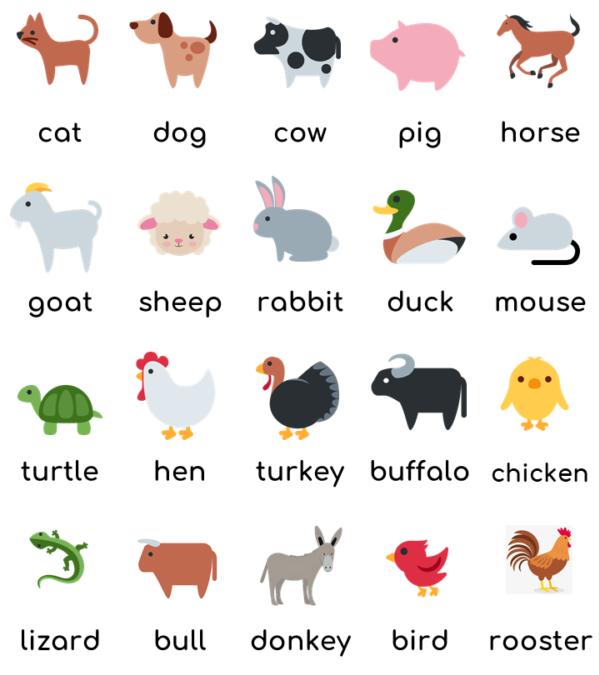 cat dog cow pig horse
goat sheep rabbit duck mouse
turtle hen turkey buffalo chicken
lizard bull donkey bird rooster